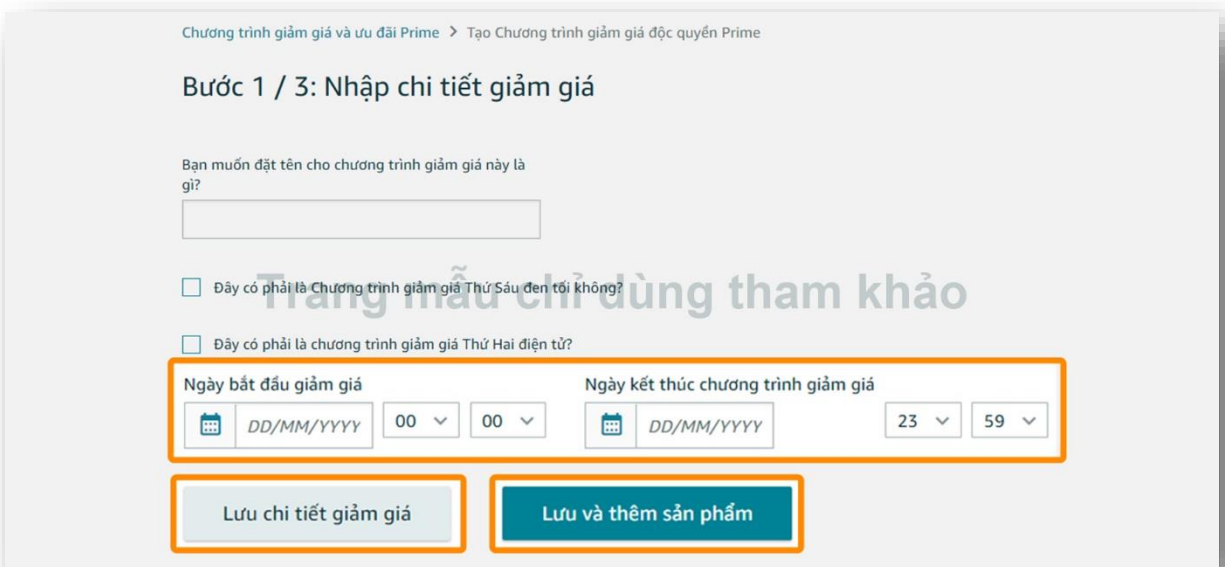 Chương trình giảm giá và ưu đãi Prime > Tạo Chương trình giảm giá độc quyền Prime
Bước 1 / 3: Nhập chi tiết giảm giá
Bạn muốn đặt tên cho chương trình giảm giá này là
gì?
Đây có phải là Chương trình giảm giá Thứ Sáu đen tối không?
Trang mẫu chỉ dùng tham khảo
Đây có phải là chương trình giảm giá Thứ Hai điện tử?
Ngày bắt đầu giảm giá Ngày kết thúc chương trình giảm giá
DD/MM/YYYY 00 00 DD/MM/YYYY 23 59
Lưu chi tiết giảm giá Lưu và thêm sản phẩm